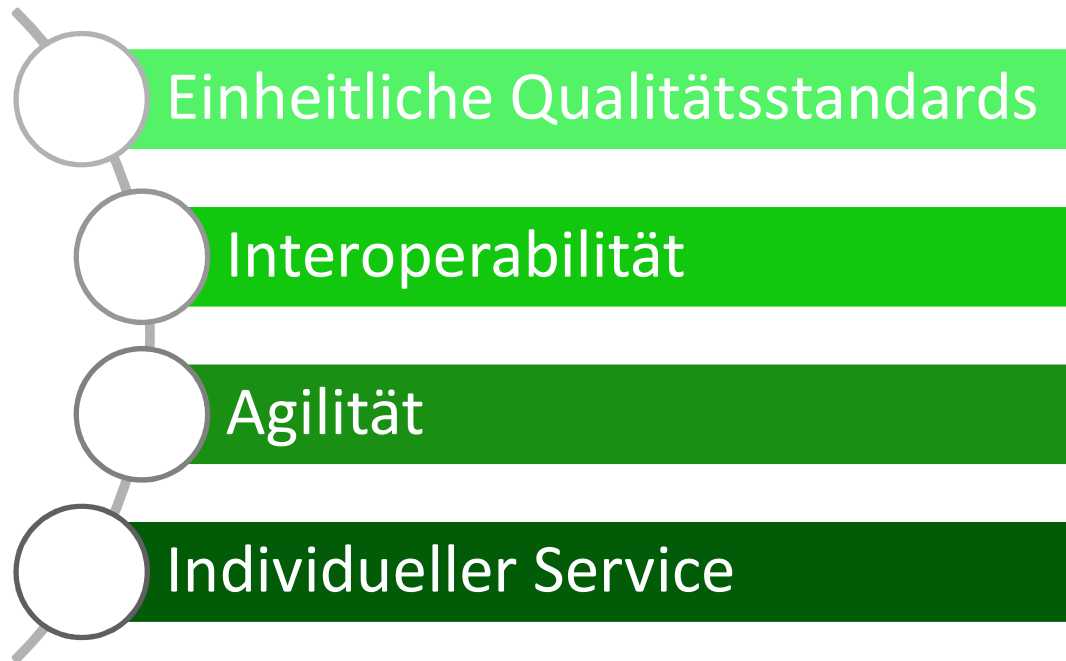 Einheitliche Qualitätsstandards
Interoperabilität
Agilität
Individueller Service